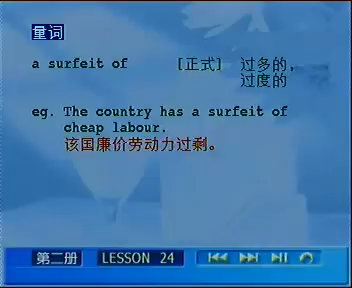 量词
a surfeit of [正式] 过多的,
过度的
eg. The country has a surfeit of
cheap labour.
该国廉价劳动力过剩。
第二册 LESSON 24